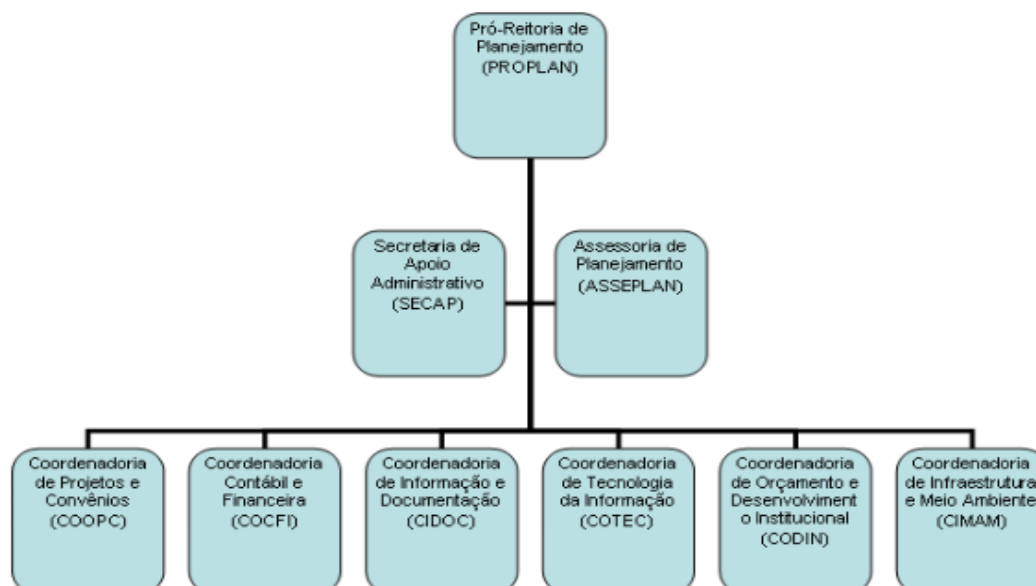 Pró-Reitoria de
Planejamento
(PROPLAN)
Secretaria de
Apoio
Administrativo
(SECAP)
Assessoria de
Planejamento
(ASSEPLAN)
Coordenadoria
de Projetos e
Convênios
(COOPC)
Coordenadoria
Contábil e
Financeira
(COCFI)
Coordenadoria
de Informação e
Documentação
(CIDOC)
Coordenadoria
de Tecnologia
da Informação
(COTEC)
Coordenadoria
de Orçamento e
Desenvolviment
o Institucional
(CODIN)
Coordenadoria
de Infraestrutura
e Meio Ambiente
(CIMAM)